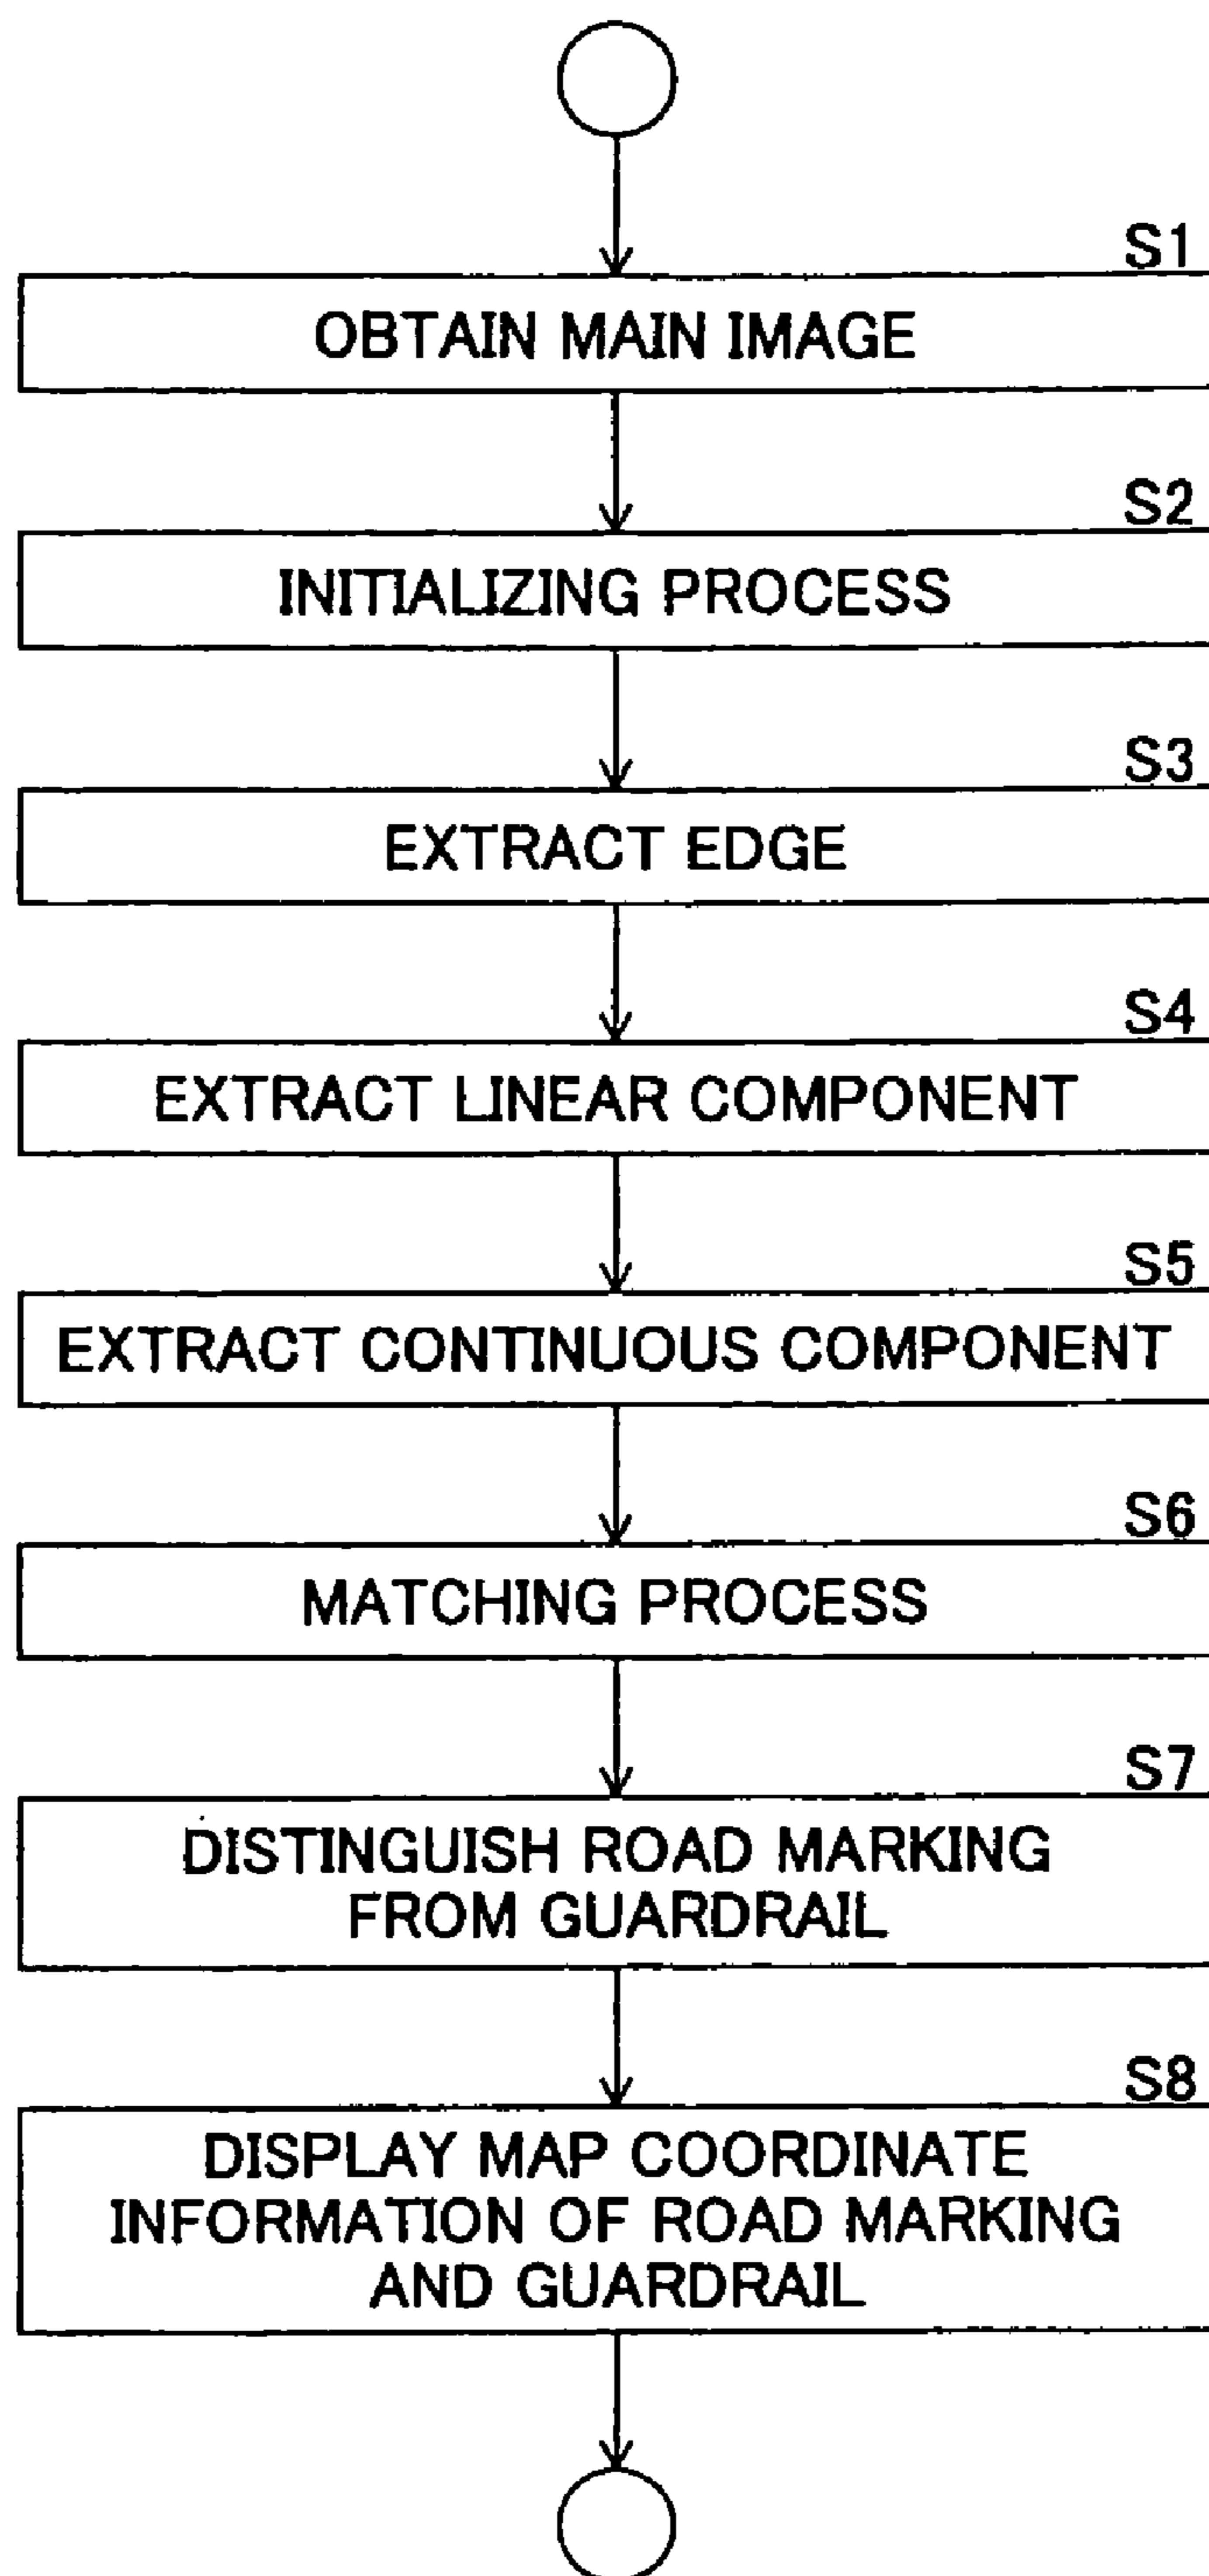 S1
OBTAIN MAIN IMAGE
S2
INITIALIZING PROCESS
S3
EXTRACT EDGE
S4
EXTRACT LINEAR COMPONENT
S5
EXTRACT CONTINUOUS COMPONENT
S6
MATCHING PROCESS
S7
DISTINGUISH ROAD MARKING
FROM GUARDRAIL
S8
DISPLAY MAP COORDINATE
INFORMATION OF ROAD MARKING
AND GUARDRAIL